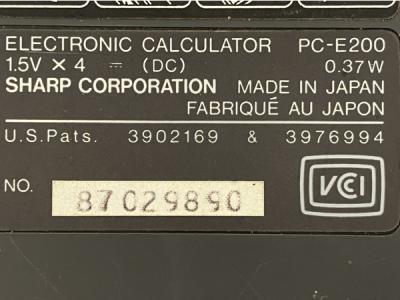 ELECTRONIC CALCULATOR PC-E200
1.5V × 4 ⎓ (DC) 0.37W
SHARP CORPORATION MADE IN JAPAN
FABRIQUÉ AU JAPON
U.S.Pats. 3902169 & 3976994
NO. 87029890
VCCI